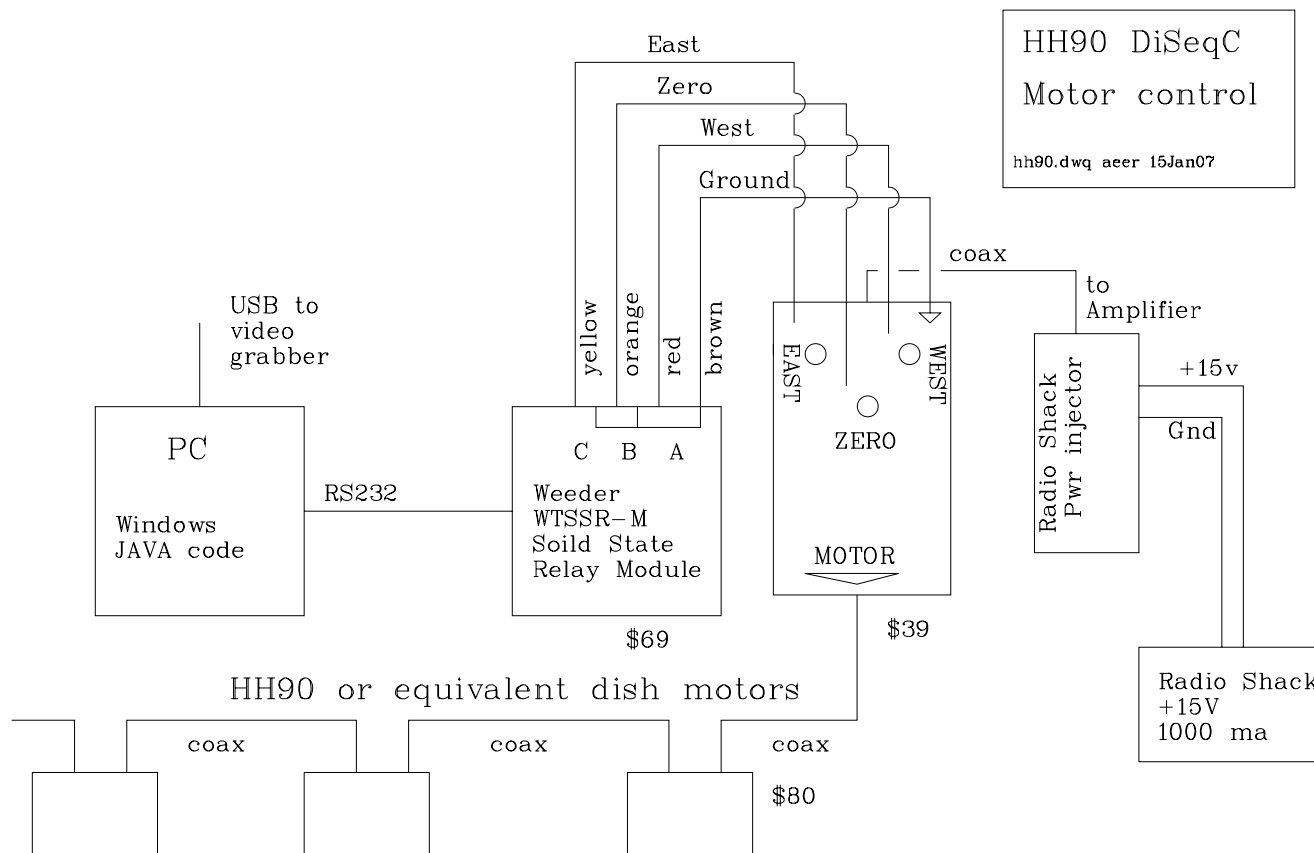 East
Zero
West
Ground
HH90 DiSeqC
Motor control
hh90.dwq aeer 15Jan07
coax
to
Amplifier
USB to
video
grabber
yellow
orange
red
brown
EAST
WEST
ZERO
MOTOR
Radio Shack
Pwr injector
+15v
Gnd
PC
Windows
JAVA code
RS232
C B A
Weeder
WTSSR-M
Soild State
Relay Module
$69
$39
HH90 or equivalent dish motors
Radio Shack
+15V
1000 ma
coax
coax
coax
$80